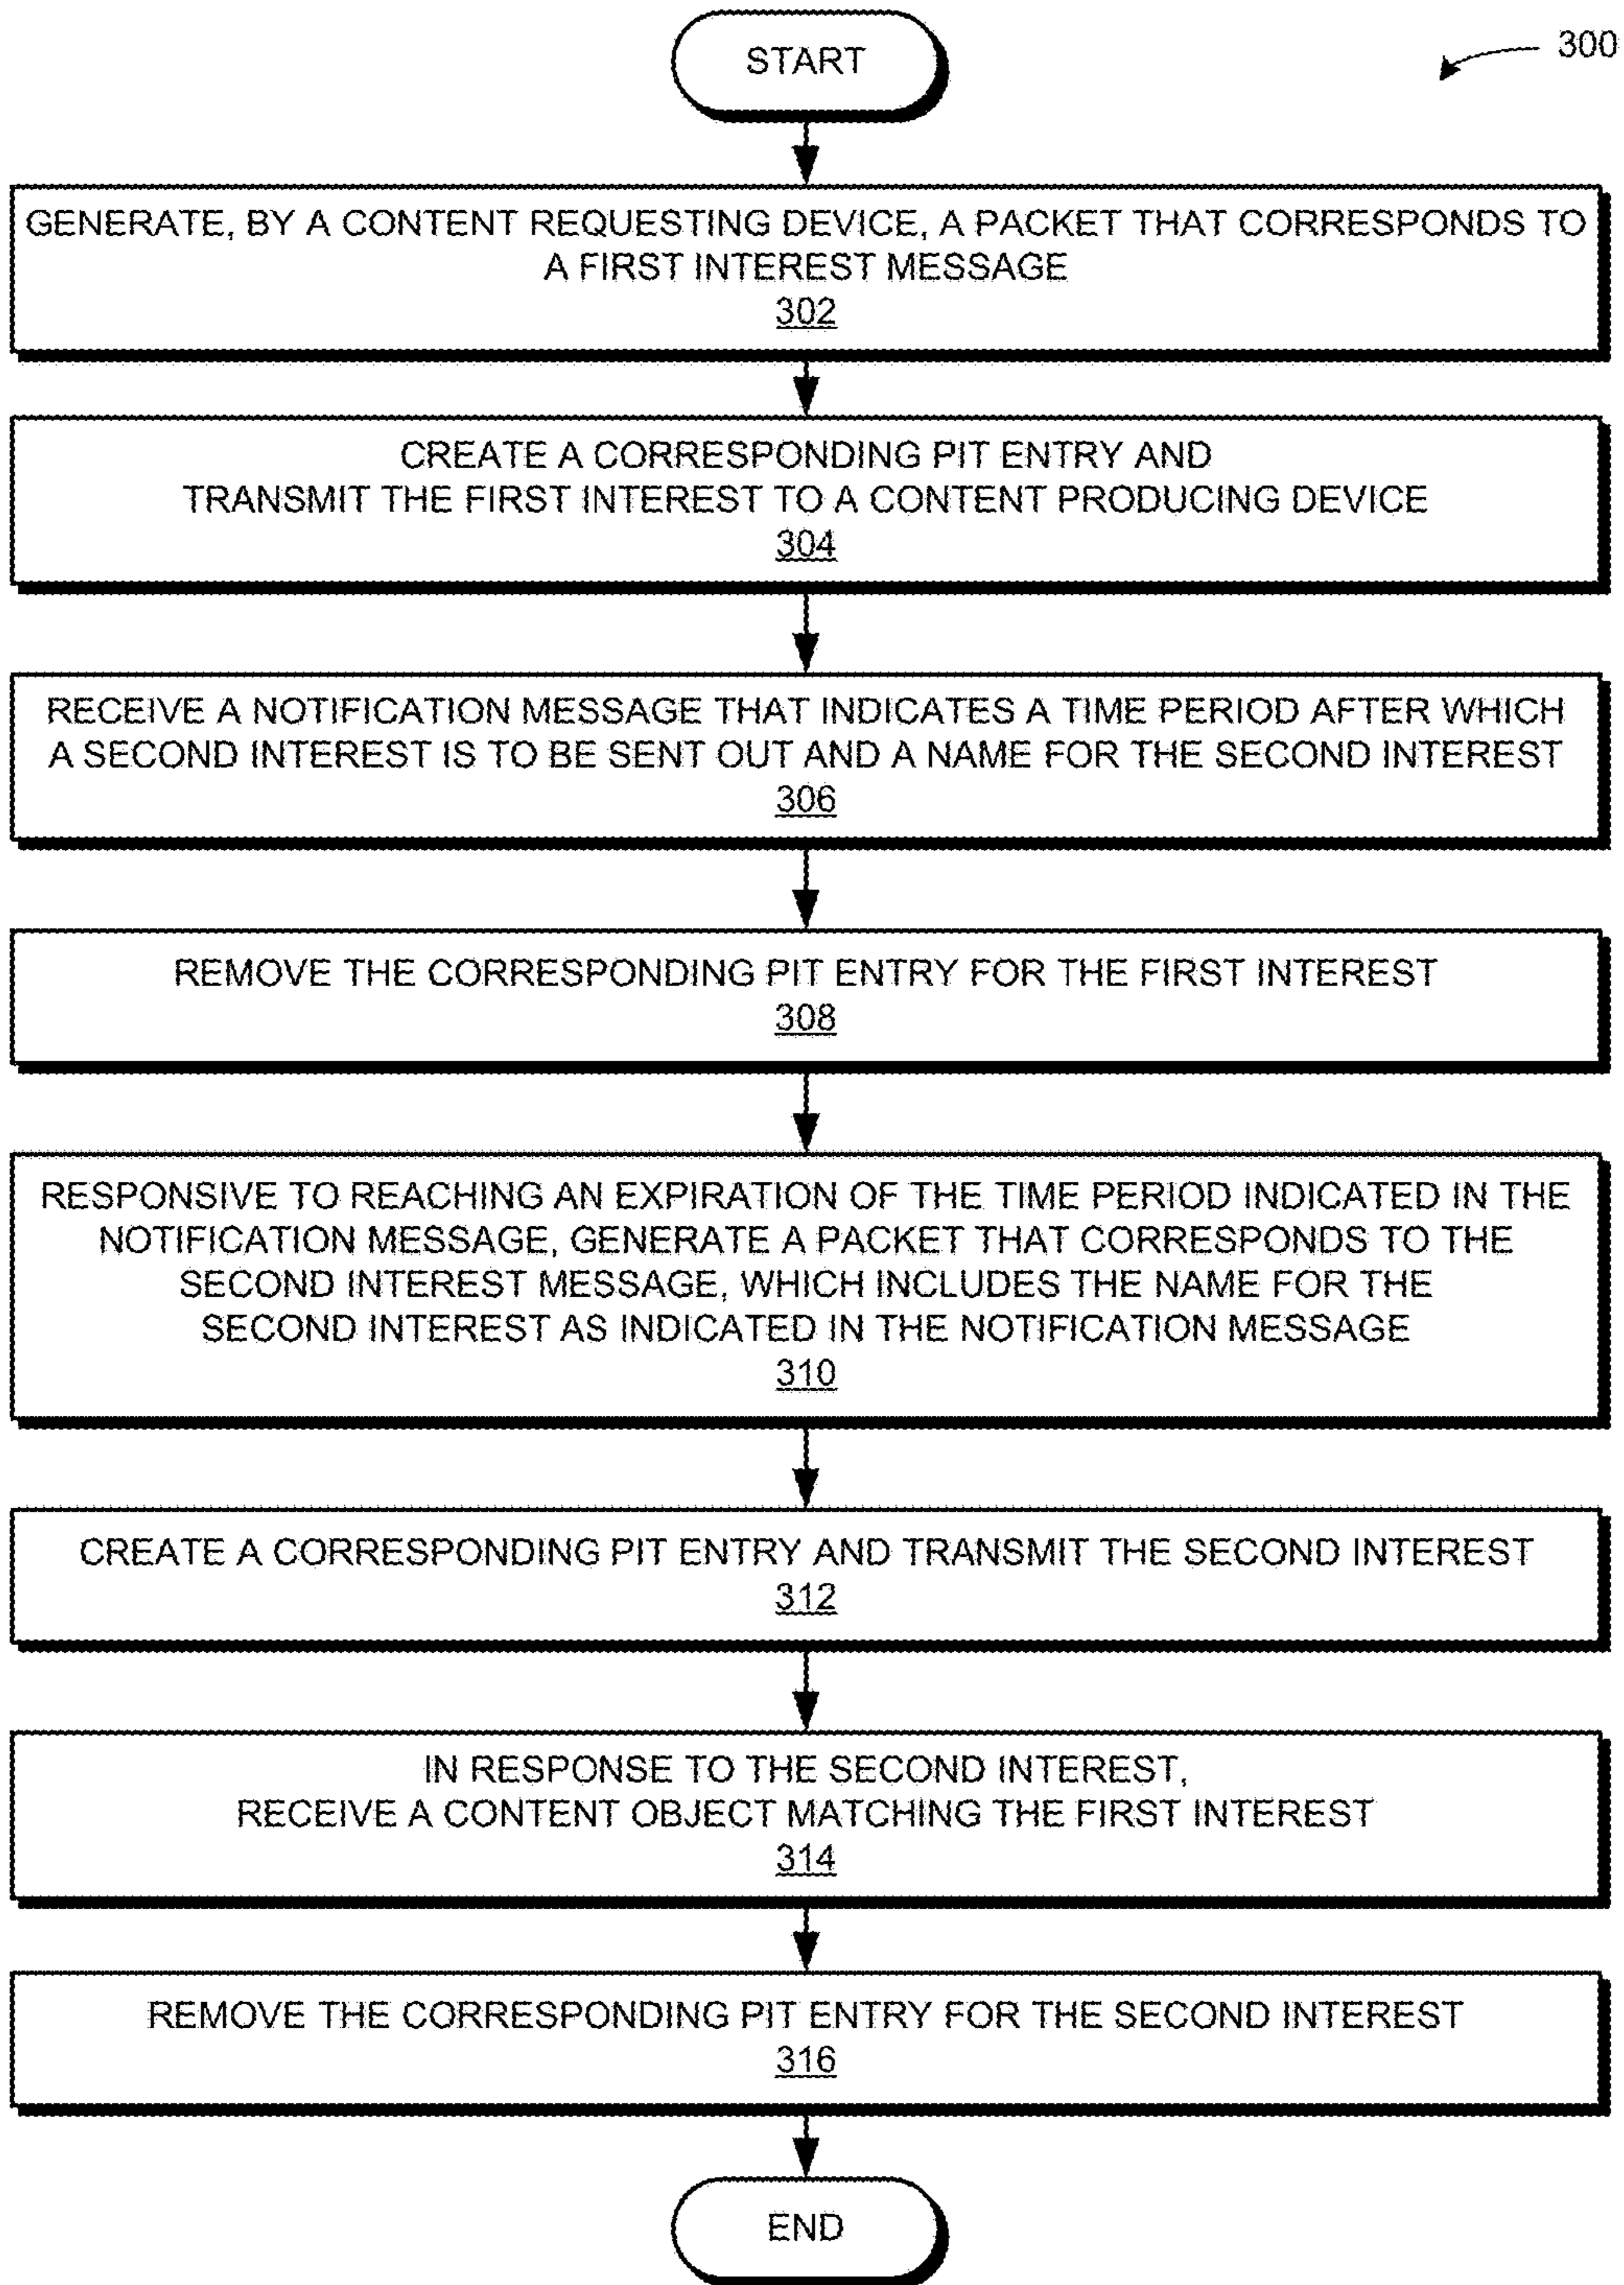 START
300
GENERATE, BY A CONTENT REQUESTING DEVICE, A PACKET THAT CORRESPONDS TO
A FIRST INTEREST MESSAGE
302
CREATE A CORRESPONDING PIT ENTRY AND
TRANSMIT THE FIRST INTEREST TO A CONTENT PRODUCING DEVICE
304
RECEIVE A NOTIFICATION MESSAGE THAT INDICATES A TIME PERIOD AFTER WHICH
A SECOND INTEREST IS TO BE SENT OUT AND A NAME FOR THE SECOND INTEREST
306
REMOVE THE CORRESPONDING PIT ENTRY FOR THE FIRST INTEREST
308
RESPONSIVE TO REACHING AN EXPIRATION OF THE TIME PERIOD INDICATED IN THE
NOTIFICATION MESSAGE, GENERATE A PACKET THAT CORRESPONDS TO THE
SECOND INTEREST MESSAGE, WHICH INCLUDES THE NAME FOR THE
SECOND INTEREST AS INDICATED IN THE NOTIFICATION MESSAGE
310
CREATE A CORRESPONDING PIT ENTRY AND TRANSMIT THE SECOND INTEREST
312
IN RESPONSE TO THE SECOND INTEREST,
RECEIVE A CONTENT OBJECT MATCHING THE FIRST INTEREST
314
REMOVE THE CORRESPONDING PIT ENTRY FOR THE SECOND INTEREST
316
END